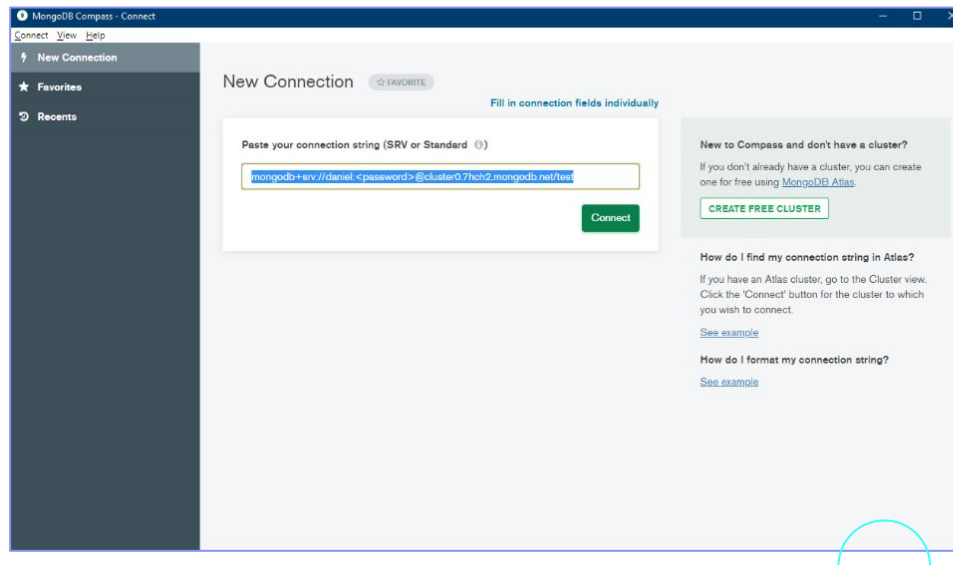 MongoDB Compass - Connect
Connect View Help
New Connection
Favorites
Recents
New Connection
FAVORITE
Fill in connection fields individually
Paste your connection string (SRV or Standard)
mongodb+srv://daniel:<password>@cluster0.7hch2.mongodb.net/test
Connect
New to Compass and don't have a cluster?
If you don't already have a cluster, you can create
one for free using MongoDB Atlas.
CREATE FREE CLUSTER
How do I find my connection string in Atlas?
If you have an Atlas cluster, go to the Cluster view.
Click the 'Connect' button for the cluster to which
you wish to connect.
See example
How do I format my connection string?
See example